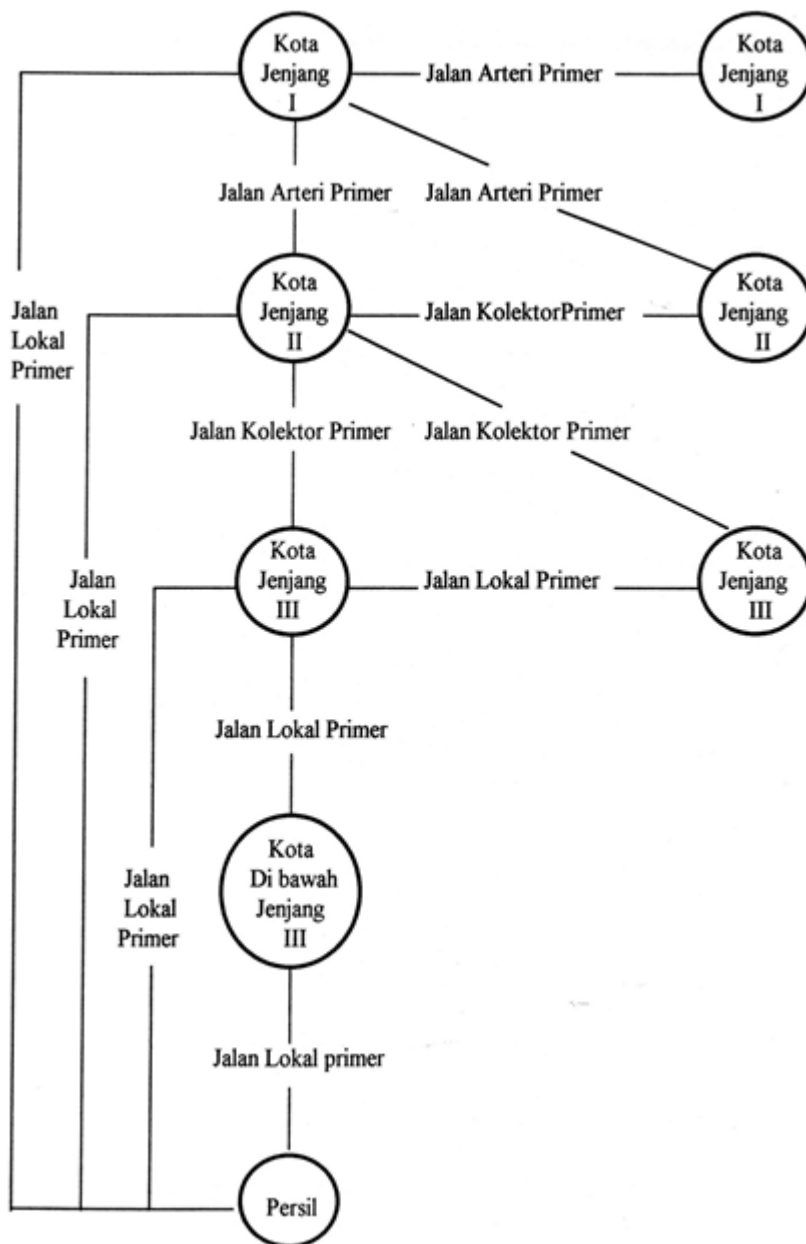 Kota
Jenjang
I
Jalan Arteri Primer
Kota
Jenjang
I
Jalan Arteri Primer
Jalan Arteri Primer
Kota
Jenjang
II
Jalan KolektorPrimer
Kota
Jenjang
II
Jalan
Lokal
Primer
Jalan Kolektor Primer
Jalan Kolektor Primer
Kota
Jenjang
III
Jalan Lokal Primer
Kota
Jenjang
III
Jalan
Lokal
Primer
Jalan Lokal Primer
Kota
Di bawah
Jenjang
III
Jalan
Lokal
Primer
Jalan Lokal primer
Persil